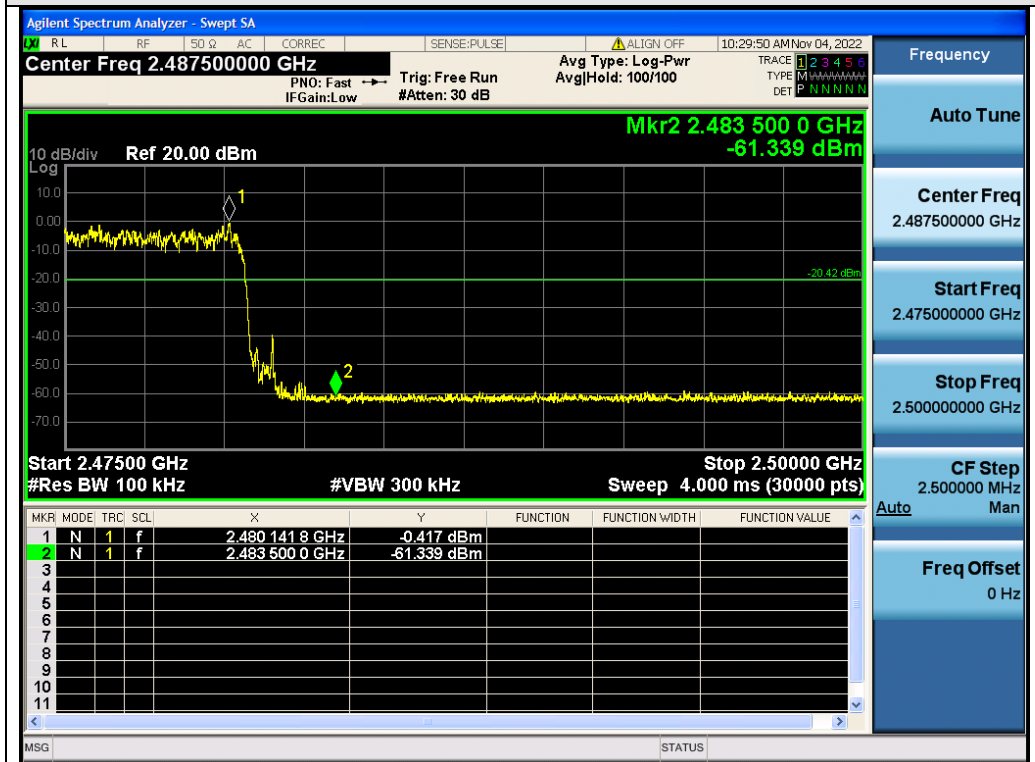 Agilent Spectrum Analyzer - Swept SA
LXI RL RF 50 Ω AC CORREC SENSE:PULSE ALIGN OFF 10:29:50 AM Nov 04, 2022
Center Freq 2.487500000 GHz
PNO: Fast
IFGain:Low
Trig: Free Run
#Atten: 30 dB
Avg Type: Log-Pwr
Avg|Hold: 100/100
TRACE 1 2 3 4 5 6
TYPE M
DET P N N N N N
Mkr2 2.483 500 0 GHz
-61.339 dBm
10 dB/div Ref 20.00 dBm
Log
10.0
0.00
-10.0
-20.0
-30.0
-40.0
-50.0
-60.0
-70.0
1
-20.42 dBm
2
Start 2.47500 GHz Stop 2.50000 GHz
#Res BW 100 kHz #VBW 300 kHz Sweep 4.000 ms (30000 pts)
MKR MODE TRC SCL X Y FUNCTION FUNCTION WIDTH FUNCTION VALUE
1 N 1 f 2.480 141 8 GHz -0.417 dBm
2 N 1 f 2.483 500 0 GHz -61.339 dBm
3
4
5
6
7
8
9
10
11
MSG STATUS
Frequency
Auto Tune
Center Freq
2.487500000 GHz
Start Freq
2.475000000 GHz
Stop Freq
2.500000000 GHz
CF Step
2.500000 MHz
Auto Man
Freq Offset
0 Hz